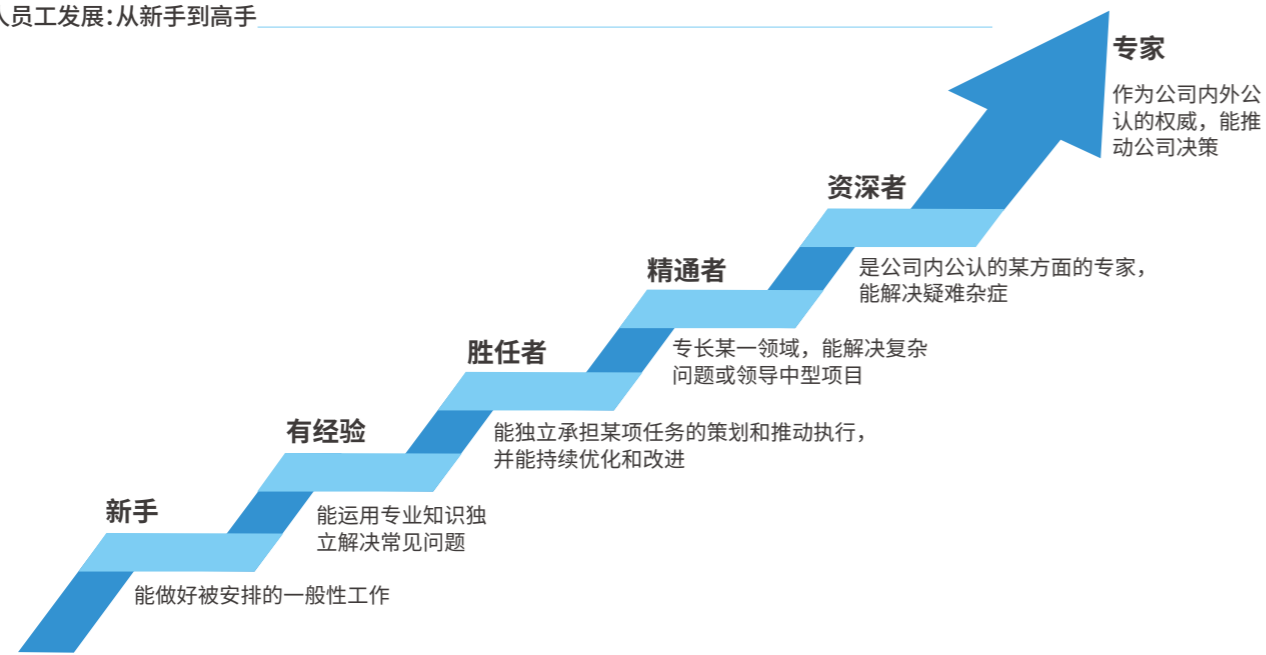 人员工发展：从新手到高手
专家
作为公司内外公
认的权威，能推
动公司决策
资深者
是公司内公认的某方面的专家，
能解决疑难杂症
精通者
专长某一领域，能解决复杂
问题或领导中型项目
胜任者
能独立承担某项任务的策划和推动执行，
并能持续优化和改进
有经验
能运用专业知识独
立解决常见问题
新手
能做好被安排的一般性工作